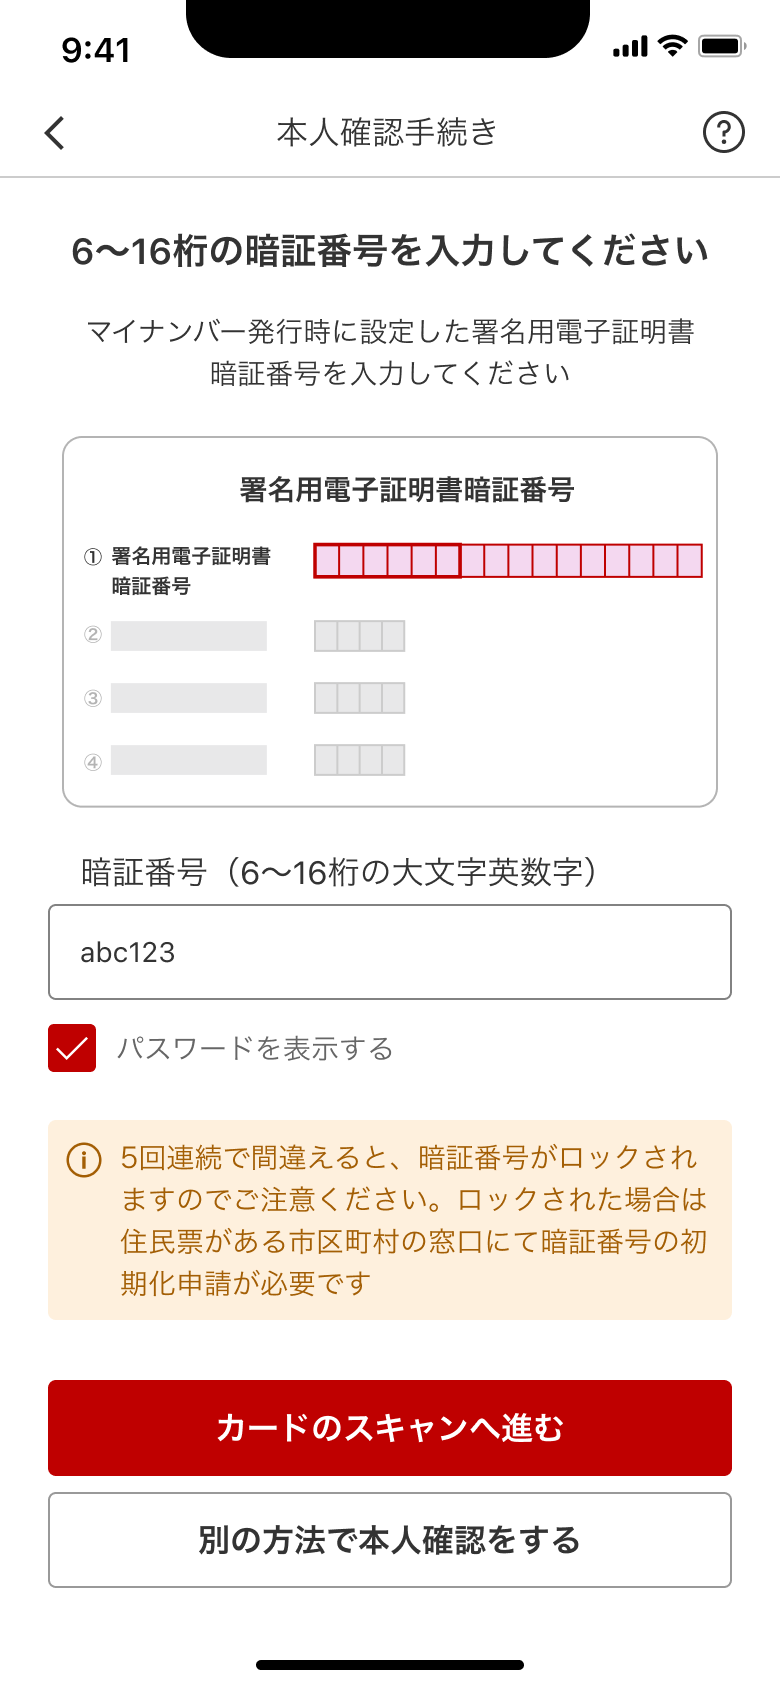 9:41
本人確認手続き
6〜16桁の暗証番号を入力してください
マイナンバー発行時に設定した署名用電子証明書
暗証番号を入力してください
署名用電子証明書暗証番号
① 署名用電子証明書
暗証番号
②
③
④
暗証番号（6〜16桁の大文字英数字）
abc123
パスワードを表示する
5回連続で間違えると、暗証番号がロックされ
ますのでご注意ください。ロックされた場合は
住民票がある市区町村の窓口にて暗証番号の初
期化申請が必要です
カードのスキャンへ進む
別の方法で本人確認をする